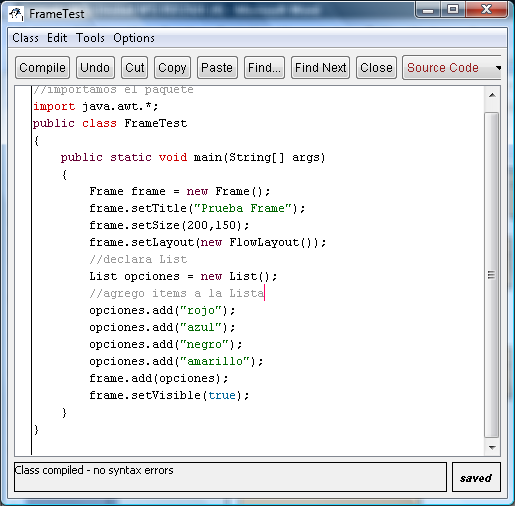 FrameTest
Class Edit Tools Options
Compile Undo Cut Copy Paste Find... Find Next Close Source Code
//importamos el paquete
import java.awt.*;
public class FrameTest
{
public static void main(String[] args)
{
Frame frame = new Frame();
frame.setTitle("Prueba Frame");
frame.setSize(200,150);
frame.setLayout(new FlowLayout());
//declara List
List opciones = new List();
//agrego items a la Lista
opciones.add("rojo");
opciones.add("azul");
opciones.add("negro");
opciones.add("amarillo");
frame.add(opciones);
frame.setVisible(true);
}
}
Class compiled - no syntax errors
saved